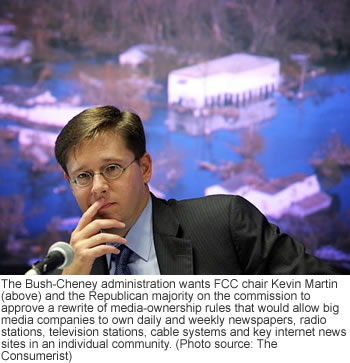 The Bush-Cheney administration wants FCC chair Kevin Martin
(above) and the Republican majority on the commission to
approve a rewrite of media-ownership rules that would allow big
media companies to own daily and weekly newspapers, radio
stations, television stations, cable systems and key internet news
sites in an individual community. (Photo source: The
Consumerist)